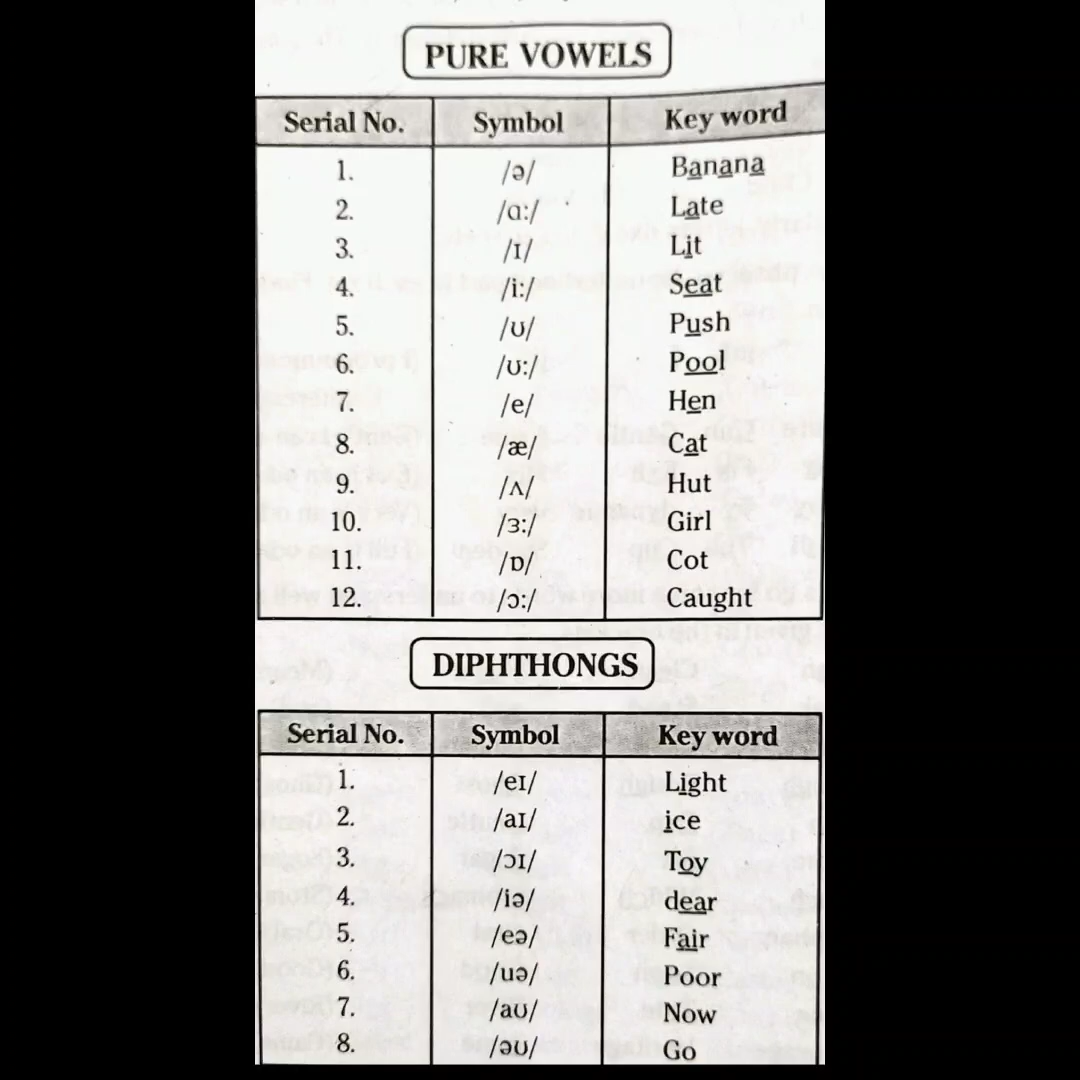 PURE VOWELS
Serial No. Symbol Key word
1. /ə/ Banana
2. /ɑ:/ Late
3. /ɪ/ Lit
4. /i:/ Seat
5. /ʊ/ Push
6. /ʊ:/ Pool
7. /e/ Hen
8. /æ/ Cat
9. /ʌ/ Hut
10. /ɜ:/ Girl
11. /ɒ/ Cot
12. /ɔ:/ Caught
DIPHTHONGS
Serial No. Symbol Key word
1. /eɪ/ Light
2. /aɪ/ ice
3. /ɔɪ/ Toy
4. /iə/ dear
5. /eə/ Fair
6. /uə/ Poor
7. /aʊ/ Now
8. /əʊ/ Go